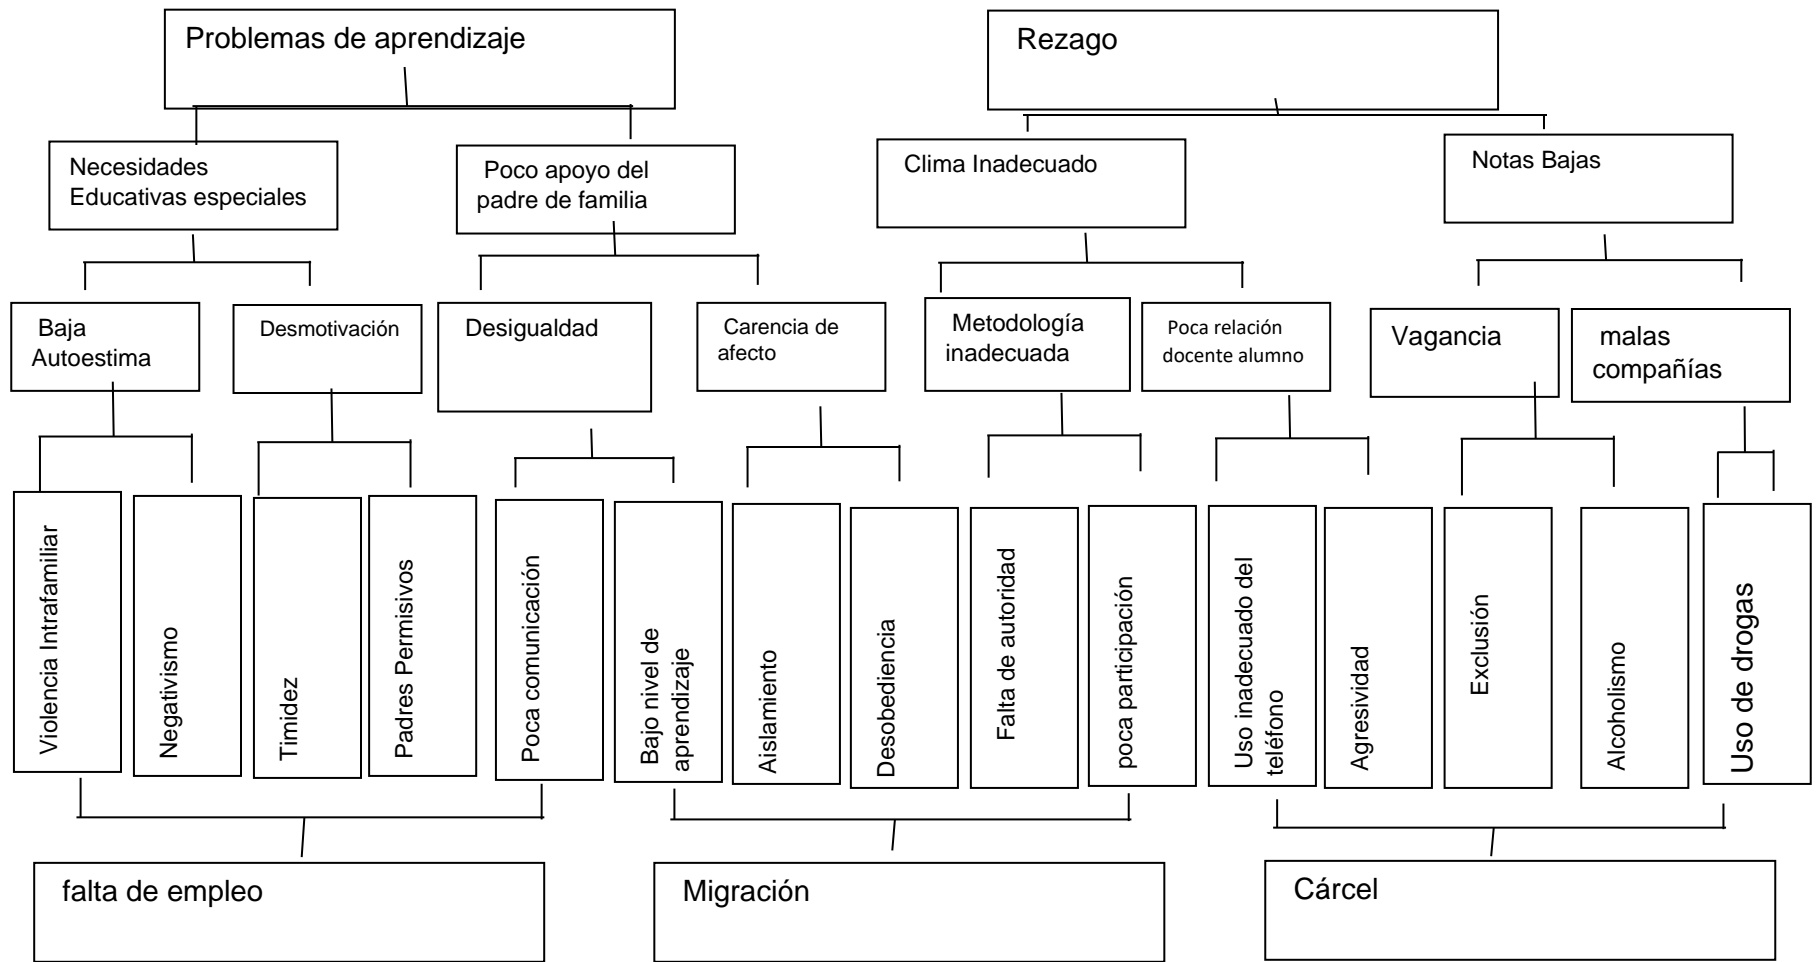 Problemas de aprendizaje
Rezago
Necesidades
Educativas especiales
Poco apoyo del
padre de familia
Clima Inadecuado
Notas Bajas
Baja
Autoestima
Desmotivación
Desigualdad
Carencia de
afecto
Metodología
inadecuada
Poca relación
docente alumno
Vagancia
malas
compañías
Violencia Intrafamiliar
Negativismo
Timidez
Padres Permisivos
Poca comunicación
Bajo nivel de
aprendizaje
Aislamiento
Desobediencia
Falta de autoridad
poca participación
Uso inadecuado del
teléfono
Agresividad
Exclusión
Alcoholismo
Uso de drogas
falta de empleo
Migración
Cárcel